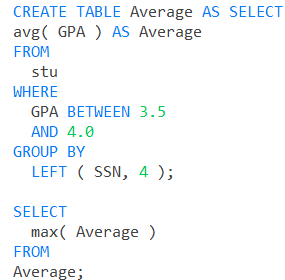 CREATE TABLE Average AS SELECT
avg( GPA ) AS Average
FROM
stu
WHERE
GPA BETWEEN 3.5
AND 4.0
GROUP BY
LEFT ( SSN, 4 );
SELECT
max( Average )
FROM
Average;